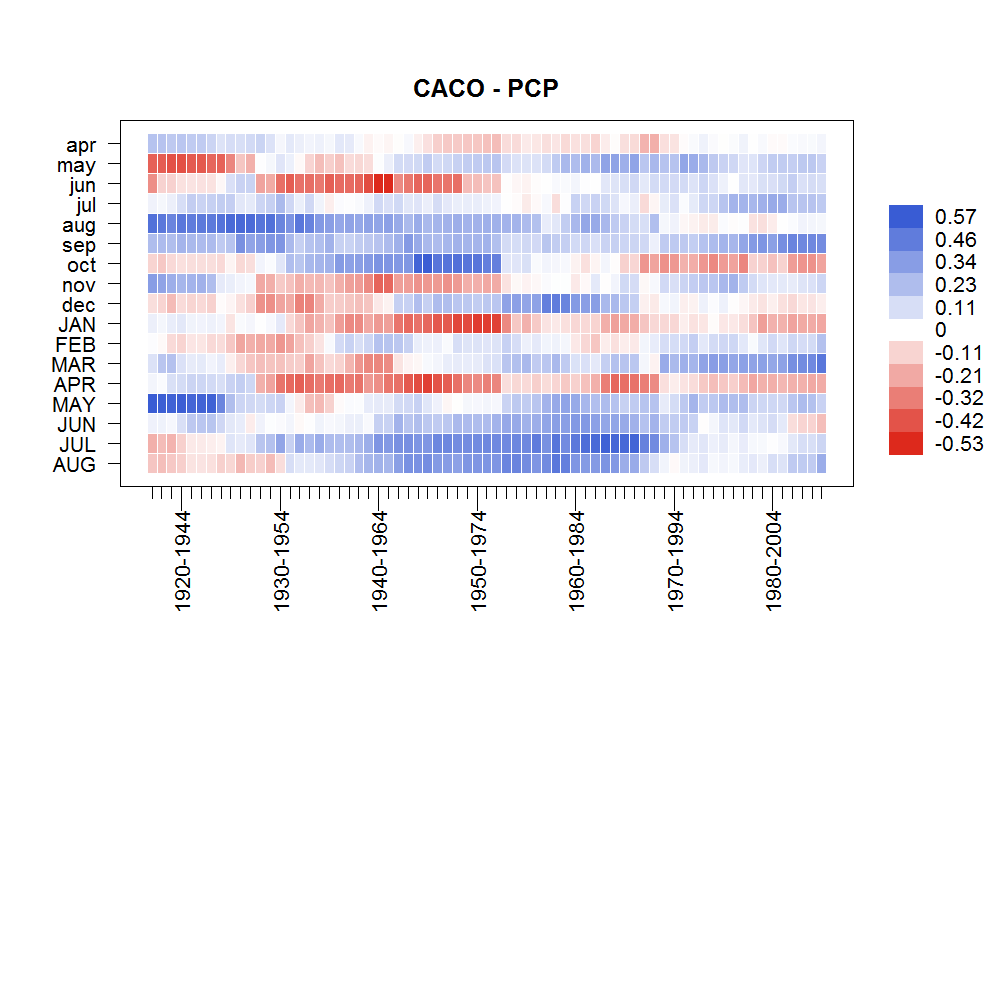 CACO - PCP
apr
may
jun
jul
aug
sep
oct
nov
dec
JAN
FEB
MAR
APR
MAY
JUN
JUL
AUG
0.57
0.46
0.34
0.23
0.11
0
-0.11
-0.21
-0.32
-0.42
-0.53
1920-1944
1930-1954
1940-1964
1950-1974
1960-1984
1970-1994
1980-2004